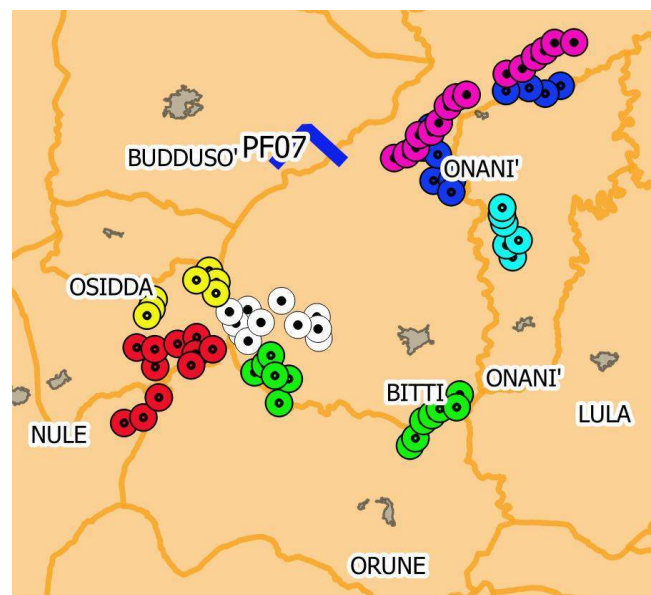 BUDDUSO' PF07
ONANI'
OSIDDA
BITTI
ONANI'
LULA
NULE
ORUNE